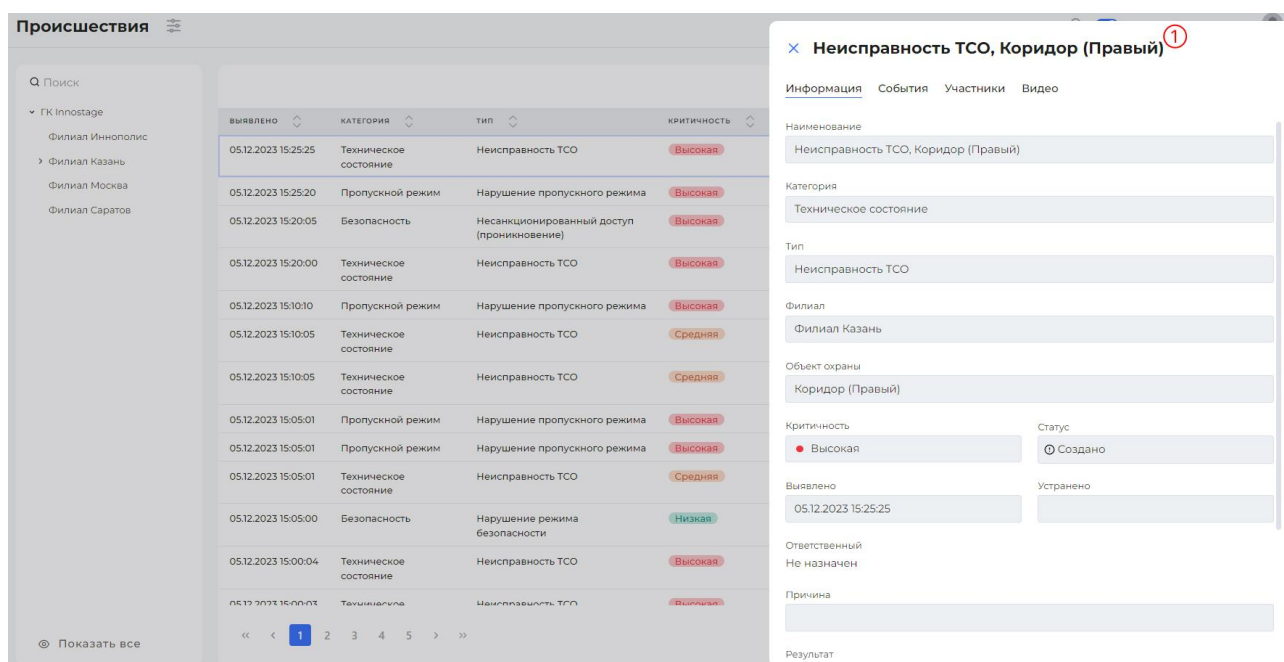 Происшествия
Поиск
ГК Innostage
Филиал Иннополис
Филиал Казань
Филиал Москва
Филиал Саратов
Показать все
ВЫЯВЛЕНО КАТЕГОРИЯ ТИП КРИТИЧНОСТЬ
05.12.2023 15:25:25 Техническое состояние Неисправность ТСО Высокая
05.12.2023 15:25:20 Пропускной режим Нарушение пропускного режима Высокая
05.12.2023 15:20:05 Безопасность Несанкционированный доступ (проникновение) Высокая
05.12.2023 15:20:00 Техническое состояние Неисправность ТСО Высокая
05.12.2023 15:10:10 Пропускной режим Нарушение пропускного режима Высокая
05.12.2023 15:10:05 Техническое состояние Неисправность ТСО Средняя
05.12.2023 15:10:05 Техническое состояние Неисправность ТСО Средняя
05.12.2023 15:05:01 Пропускной режим Нарушение пропускного режима Высокая
05.12.2023 15:05:01 Пропускной режим Нарушение пропускного режима Высокая
05.12.2023 15:05:01 Техническое состояние Неисправность ТСО Средняя
05.12.2023 15:05:00 Безопасность Нарушение режима безопасности Низкая
05.12.2023 15:00:04 Техническое состояние Неисправность ТСО Высокая
05.12.2023 15:00:03 Техническое Неисправность ТСО Высокая
« < 1 2 3 4 5 > »
× Неисправность ТСО, Коридор (Правый) 1
Информация События Участники Видео
Наименование
Неисправность ТСО, Коридор (Правый)
Категория
Техническое состояние
Тип
Неисправность ТСО
Филиал
Филиал Казань
Объект охраны
Коридор (Правый)
Критичность Статус
Высокая Создано
Выявлено Устранено
05.12.2023 15:25:25
Ответственный
Не назначен
Причина
Результат